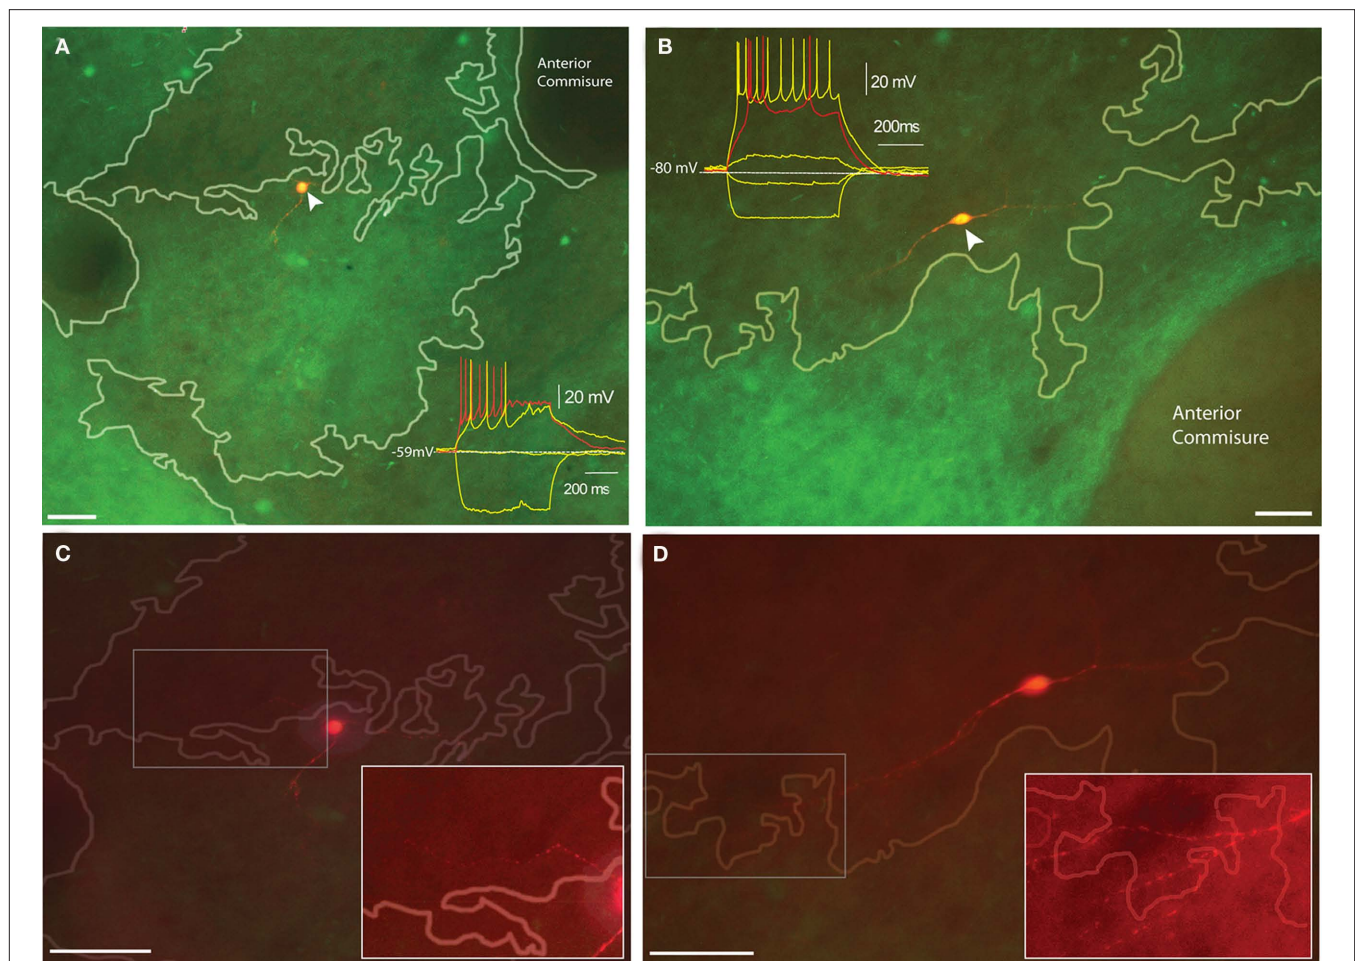 A
Anterior
Commisure
20 mV
-59mV
200 ms
B
20 mV
200ms
-80 mV
Anterior
Commisure
C
D